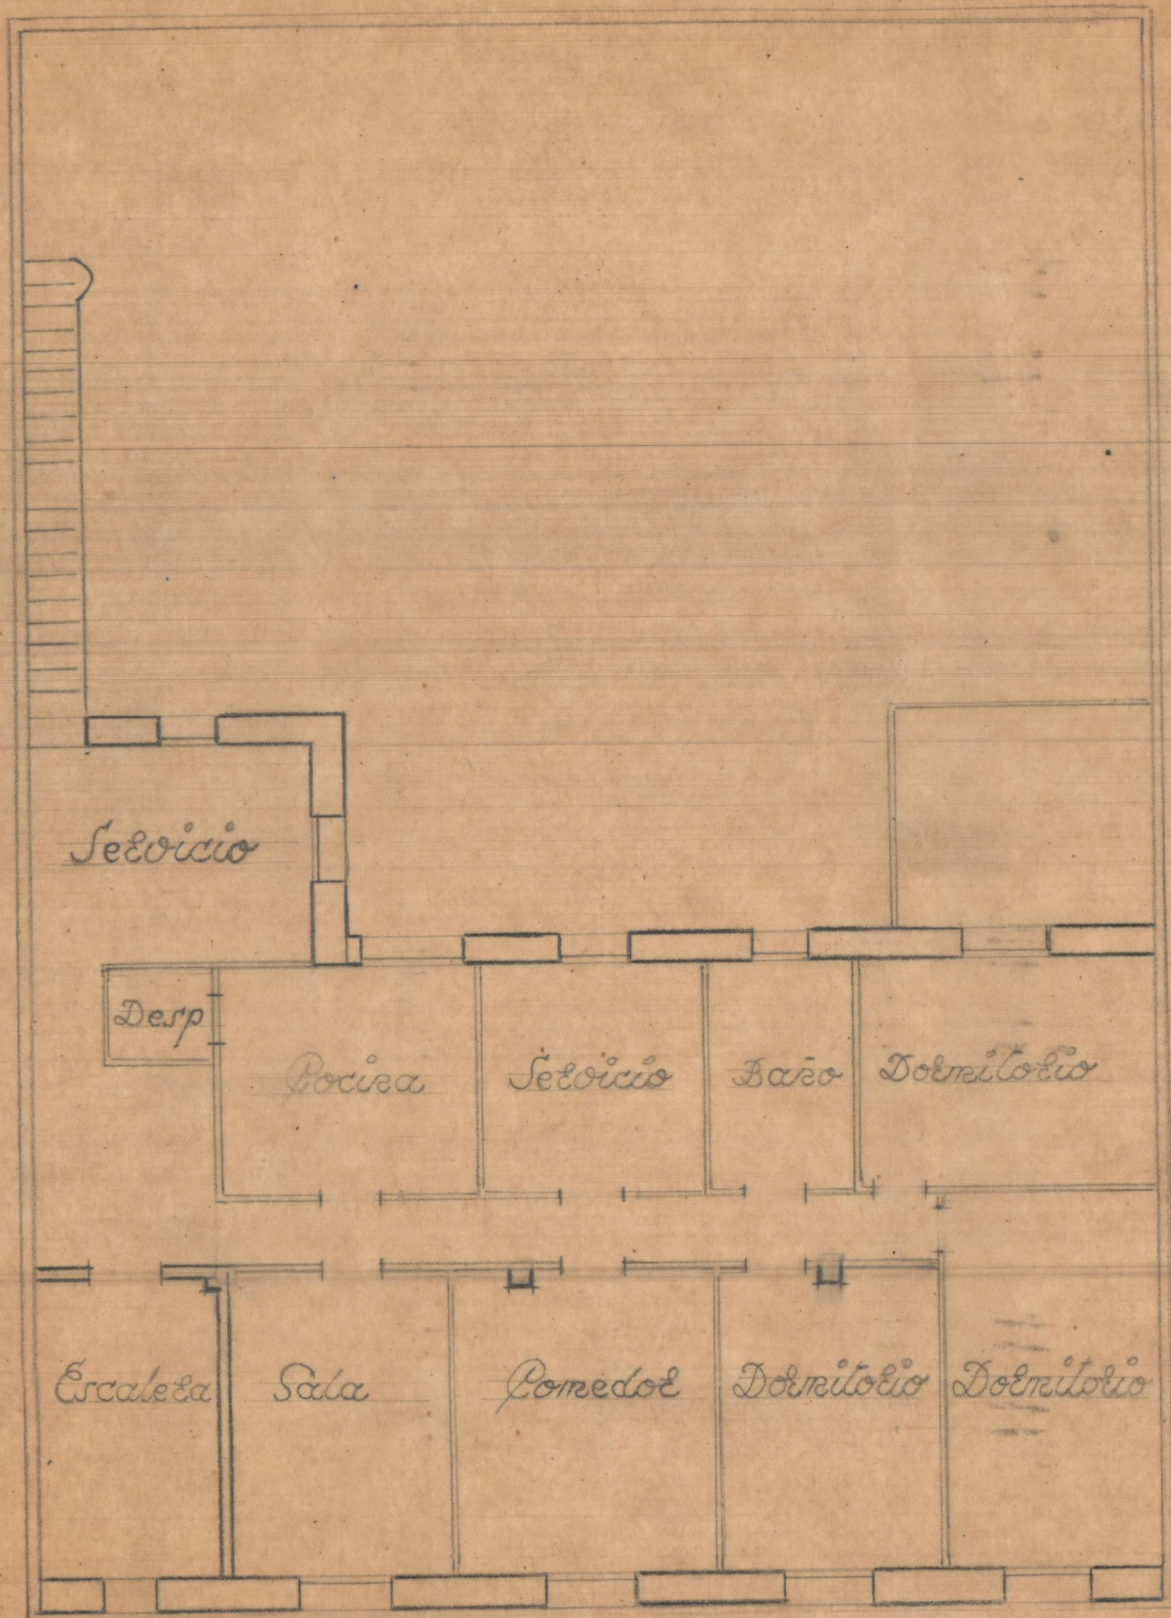 Servicio
Desp
Cocina
Servicio
Baño
Dormitorio
Escalera
Sala
Comedor
Dormitorio
Dormitorio